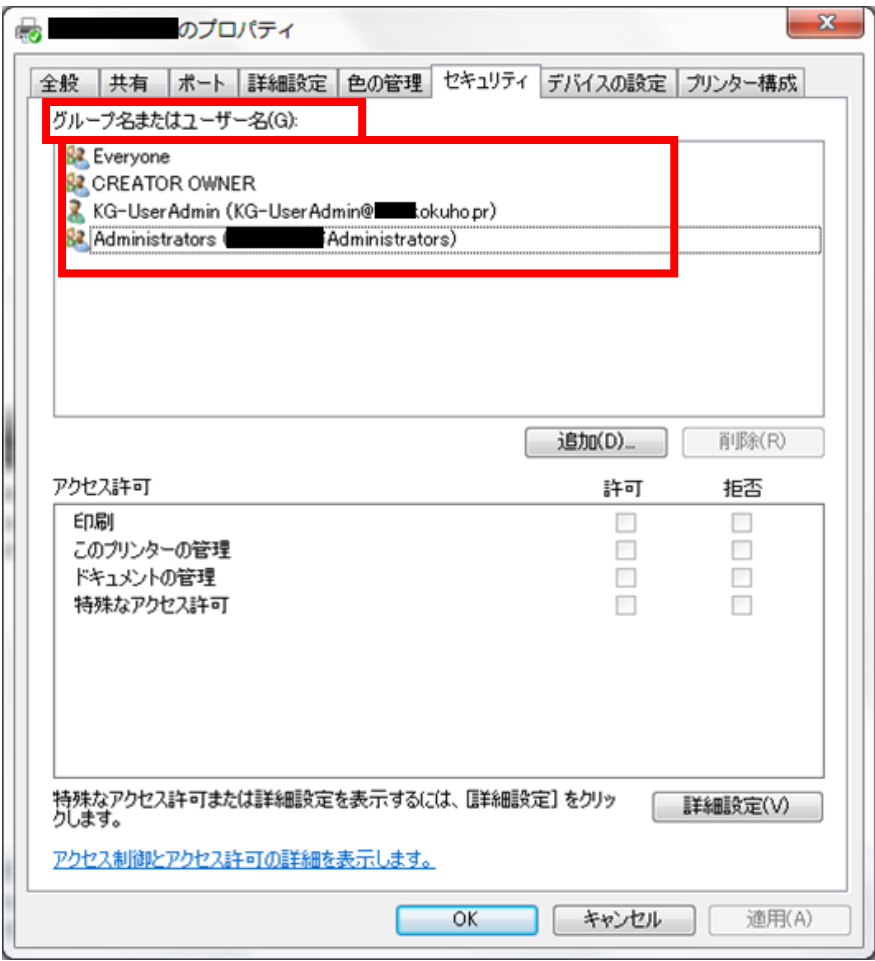 のプロパティ
全般 共有 ポート 詳細設定 色の管理 セキュリティ デバイスの設定 プリンター構成
グループ名またはユーザー名(G):
Everyone
CREATOR OWNER
KG-UserAdmin (KG-UserAdmin@ okuho.pr)
Administrators ( Administrators)
追加(D)... 削除(R)
アクセス許可 許可 拒否
印刷
このプリンターの管理
ドキュメントの管理
特殊なアクセス許可
特殊なアクセス許可または詳細設定を表示するには、[詳細設定] をクリッ
クします。
詳細設定(V)
アクセス制御とアクセス許可の詳細を表示します。
OK キャンセル 適用(A)